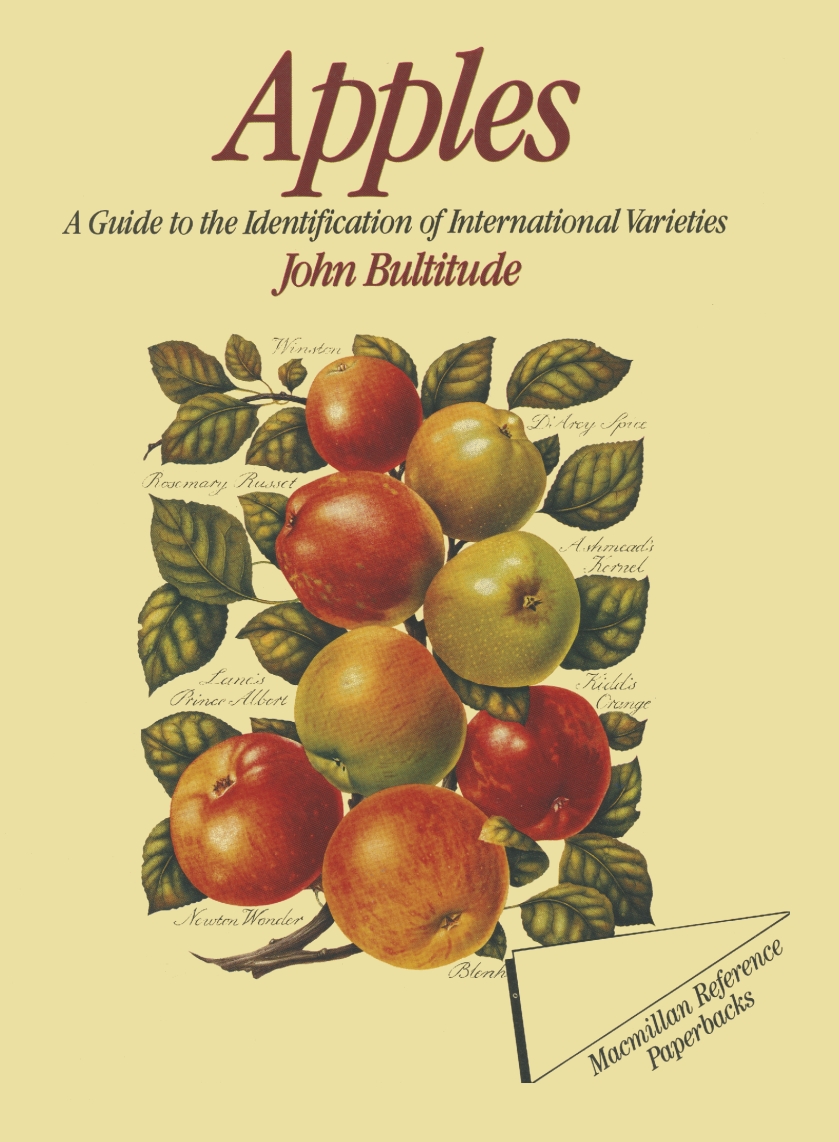 Apples
A Guide to the Identification of International Varieties
John Bultitude
Winston
D'Arcy Spice
Rosemary Russet
Ashmead's
Kernel
Lane's
Prince Albert
Kidd's
Orange
Newton Wonder
Blenh
Macmillan Reference
Paperbacks